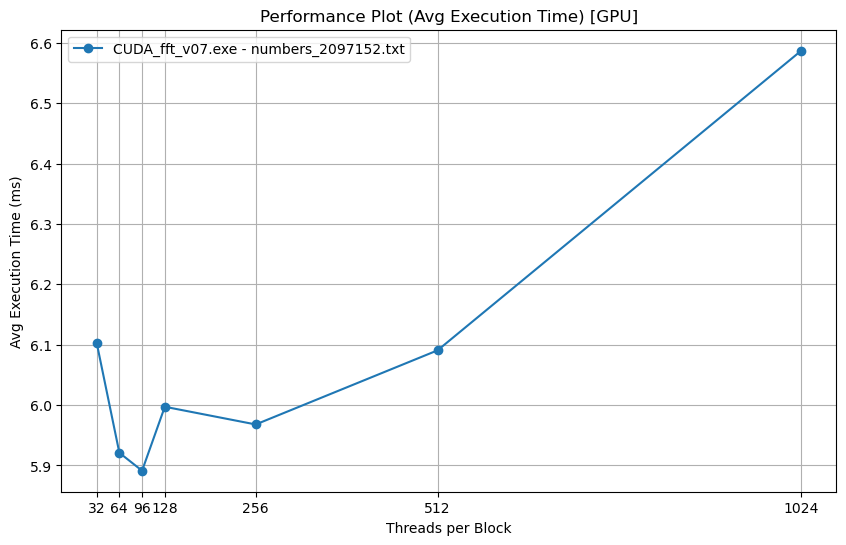 Performance Plot (Avg Execution Time) [GPU]
CUDA_fft_v07.exe - numbers_2097152.txt
Avg Execution Time (ms)
6.6
6.5
6.4
6.3
6.2
6.1
6.0
5.9
32 64 96 128 256 512 1024
Threads per Block